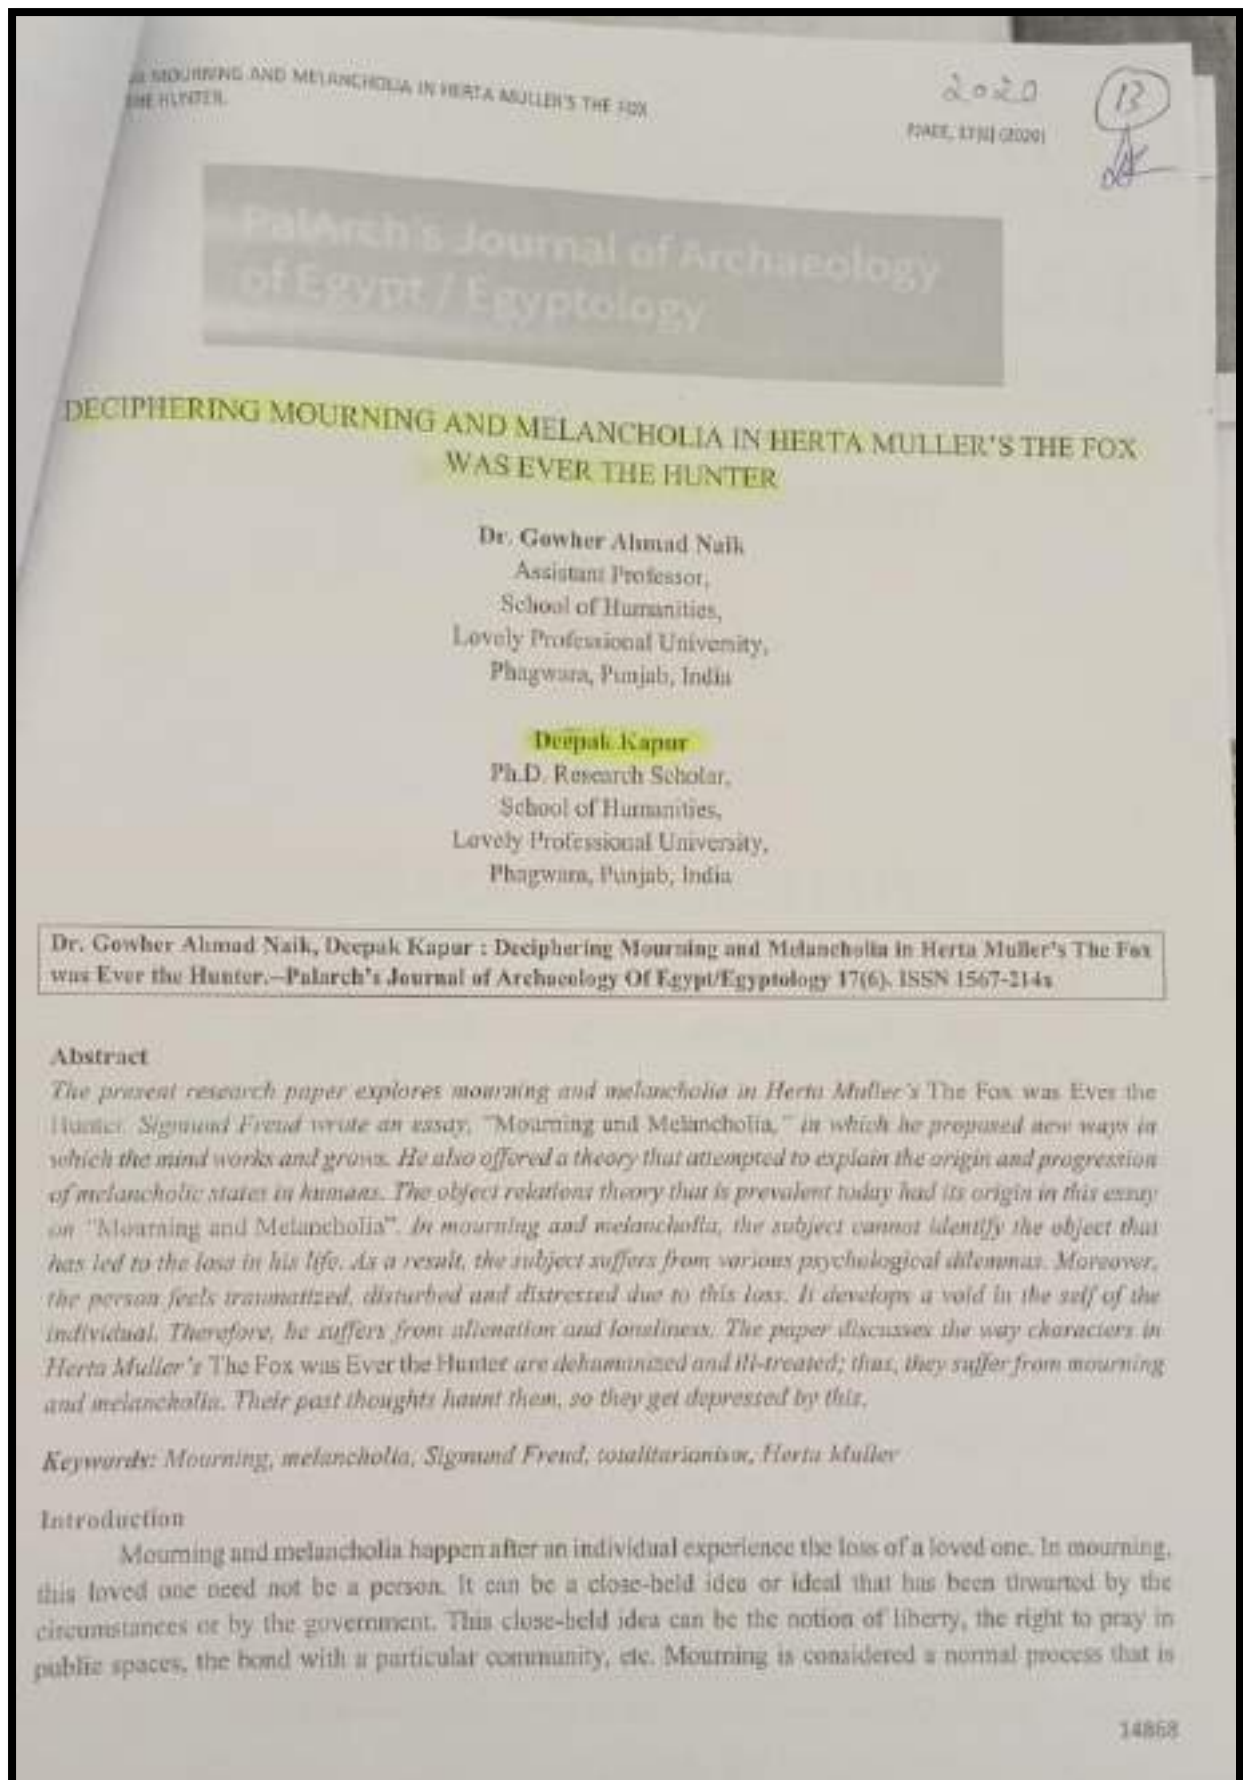 MOURNING AND MELANCHOLIA IN HERTA MULLER'S THE FOX
THE HUNTER.
2020
13
PJAEE, 17(6) (2020)
PalArch's Journal of Archaeology
of Egypt / Egyptology
DECIPHERING MOURNING AND MELANCHOLIA IN HERTA MULLER'S THE FOX
WAS EVER THE HUNTER
Dr. Gowher Ahmad Naik
Assistant Professor,
School of Humanities,
Lovely Professional University,
Phagwara, Punjab, India
Deepak Kapur
Ph.D. Research Scholar,
School of Humanities,
Lovely Professional University,
Phagwara, Punjab, India
Dr. Gowher Ahmad Naik, Deepak Kapur : Deciphering Mourning and Melancholia in Herta Muller's The Fox
was Ever the Hunter.--Palarch's Journal of Archaeology Of Egypt/Egyptology 17(6). ISSN 1567-214x
Abstract
The present research paper explores mourning and melancholia in Herta Muller's The Fox was Ever the
Hunter. Sigmund Freud wrote an essay, "Mourning and Melancholia," in which he proposed new ways in
which the mind works and grows. He also offered a theory that attempted to explain the origin and progression
of melancholic states in humans. The object relations theory that is prevalent today had its origin in this essay
on "Mourning and Melancholia". In mourning and melancholia, the subject cannot identify the object that
has led to the loss in his life. As a result, the subject suffers from various psychological dilemmas. Moreover,
the person feels traumatized, disturbed and distressed due to this loss. It develops a void in the self of the
individual. Therefore, he suffers from alienation and loneliness. The paper discusses the way characters in
Herta Muller's The Fox was Ever the Hunter are dehumanized and ill-treated; thus, they suffer from mourning
and melancholia. Their past thoughts haunt them, so they get depressed by this.
Keywords: Mourning, melancholia, Sigmund Freud, totalitarianism, Herta Muller
Introduction
Mourning and melancholia happen after an individual experience the loss of a loved one. In mourning,
this loved one need not be a person. It can be a close-held idea or ideal that has been thwarted by the
circumstances or by the government. This close-held idea can be the notion of liberty, the right to pray in
public spaces, the bond with a particular community, etc. Mourning is considered a normal process that is
14868